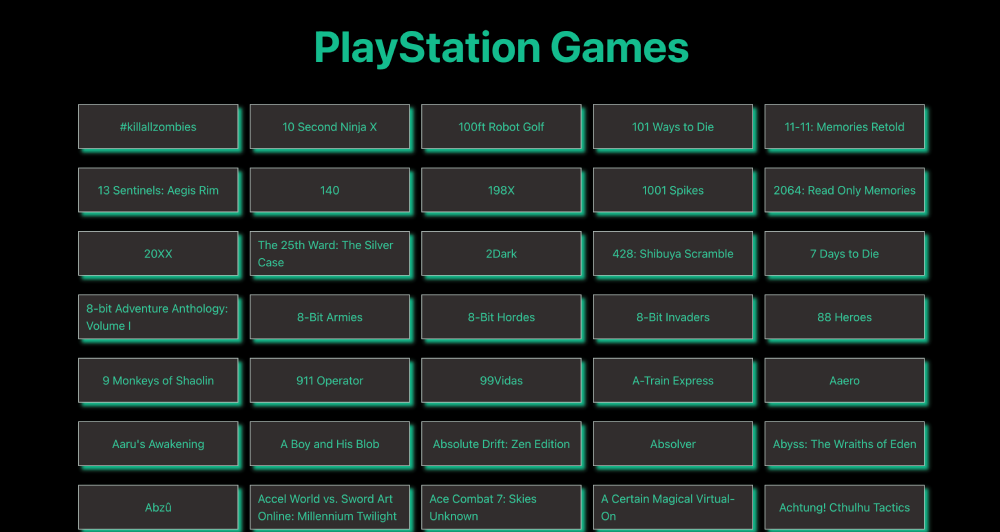 PlayStation Games
#killallzombies
10 Second Ninja X
100ft Robot Golf
101 Ways to Die
11-11: Memories Retold
13 Sentinels: Aegis Rim
140
198X
1001 Spikes
2064: Read Only Memories
20XX
The 25th Ward: The Silver
Case
2Dark
428: Shibuya Scramble
7 Days to Die
8-bit Adventure Anthology:
Volume I
8-Bit Armies
8-Bit Hordes
8-Bit Invaders
88 Heroes
9 Monkeys of Shaolin
911 Operator
99Vidas
A-Train Express
Aaero
Aaru's Awakening
A Boy and His Blob
Absolute Drift: Zen Edition
Absolver
Abyss: The Wraiths of Eden
Abzû
Accel World vs. Sword Art
Online: Millennium Twilight
Ace Combat 7: Skies
Unknown
A Certain Magical Virtual-
On
Achtung! Cthulhu Tactics